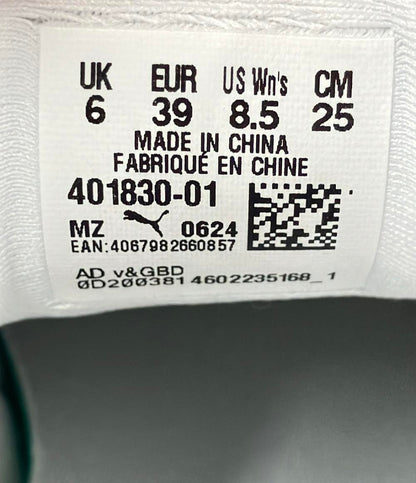 UK EUR US Wn's CM
6 39 8.5 25
MADE IN CHINA
FABRIQUÉ EN CHINE
401830-01
MZ 0624
EAN:4067982660857
AD v&GBD
0D200381 4602235168_1